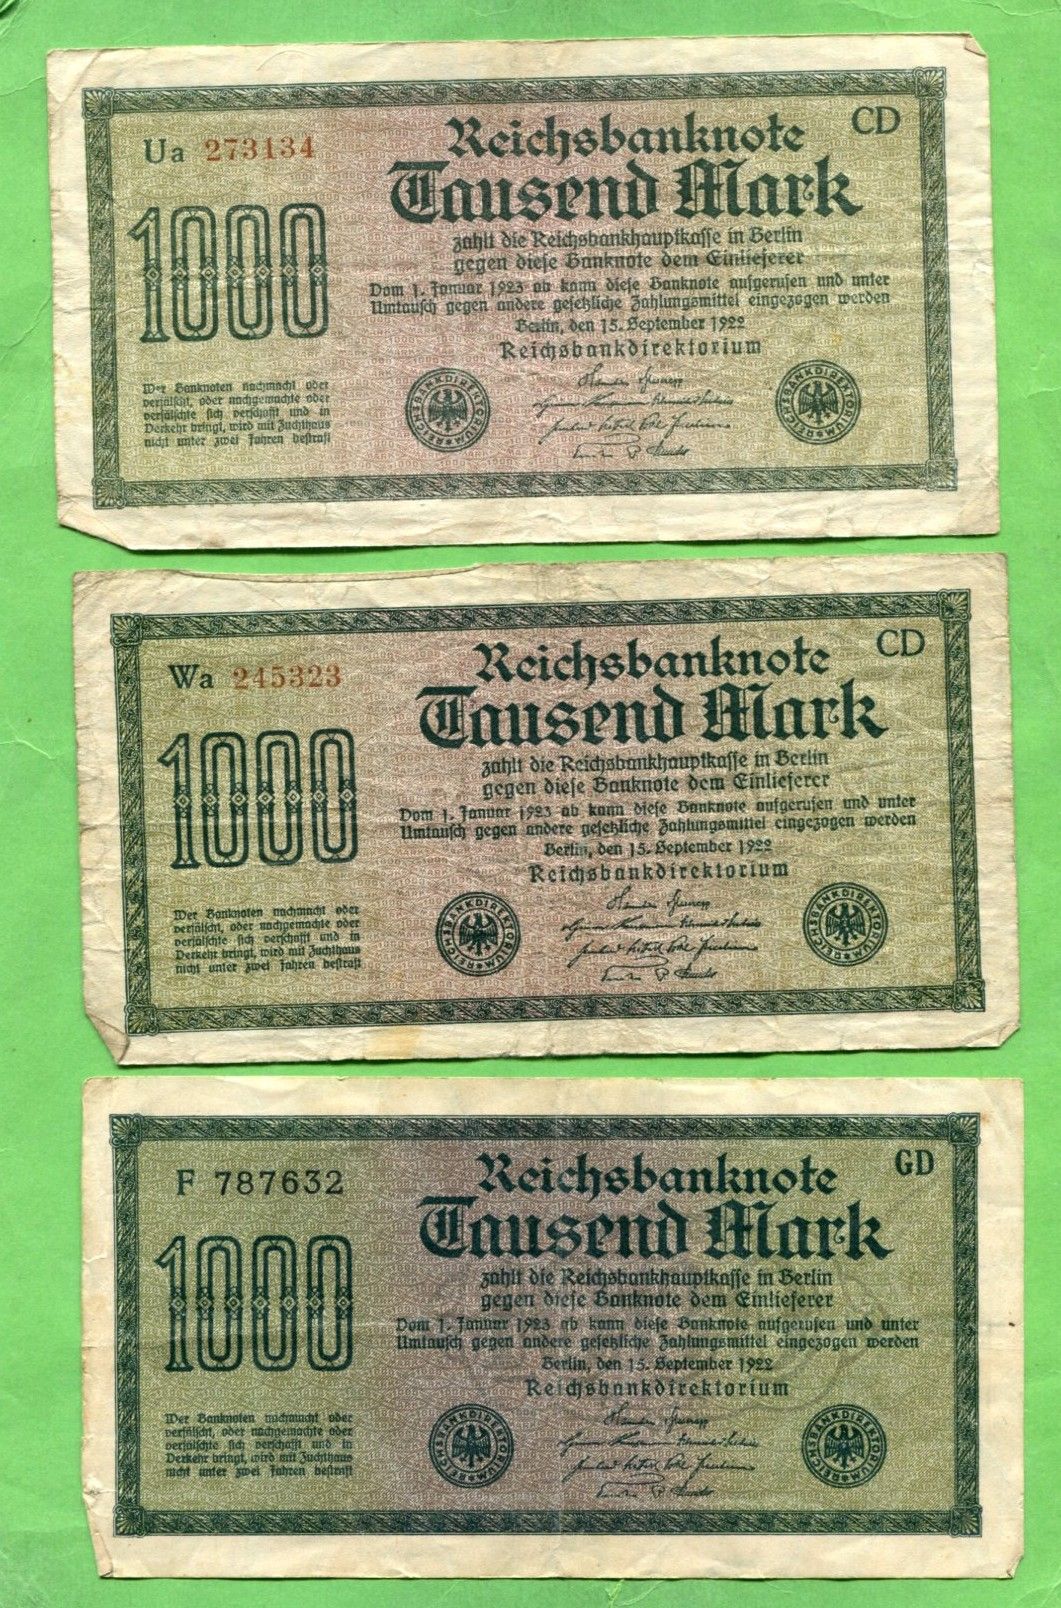 Ua 273134
CD
Reichsbanknote
Tausend Mark
1000
zahlt die Reichsbankhauptkasse in Berlin
gegen diese Banknote dem Einlieferer
Vom 1. Januar 1923 ab kann diese Banknote aufgerufen und unter
Umtausch gegen andere gesetzliche Zahlungsmittel eingezogen werden
Berlin, den 15. September 1922
Reichsbankdirektorium
Wer Banknoten nachmacht oder
verfälscht, oder nachgemachte oder
verfälschte sich verschafft und in
Verkehr bringt, wird mit Zuchthaus
nicht unter zwei Jahren bestraft
REICHSBANKDIREKTORIUM
REICHSBANKDIREKTORIUM
Wa 245323
CD
Reichsbanknote
Tausend Mark
1000
zahlt die Reichsbankhauptkasse in Berlin
gegen diese Banknote dem Einlieferer
Vom 1. Januar 1923 ab kann diese Banknote aufgerufen und unter
Umtausch gegen andere gesetzliche Zahlungsmittel eingezogen werden
Berlin, den 15. September 1922
Reichsbankdirektorium
Wer Banknoten nachmacht oder
verfälscht, oder nachgemachte oder
verfälschte sich verschafft und in
Verkehr bringt, wird mit Zuchthaus
nicht unter zwei Jahren bestraft
REICHSBANKDIREKTORIUM
REICHSBANKDIREKTORIUM
F 787632
GD
Reichsbanknote
Tausend Mark
1000
zahlt die Reichsbankhauptkasse in Berlin
gegen diese Banknote dem Einlieferer
Vom 1. Januar 1923 ab kann diese Banknote aufgerufen und unter
Umtausch gegen andere gesetzliche Zahlungsmittel eingezogen werden
Berlin, den 15. September 1922
Reichsbankdirektorium
Wer Banknoten nachmacht oder
verfälscht, oder nachgemachte oder
verfälschte sich verschafft und in
Verkehr bringt, wird mit Zuchthaus
nicht unter zwei Jahren bestraft
REICHSBANKDIREKTORIUM
REICHSBANKDIREKTORIUM